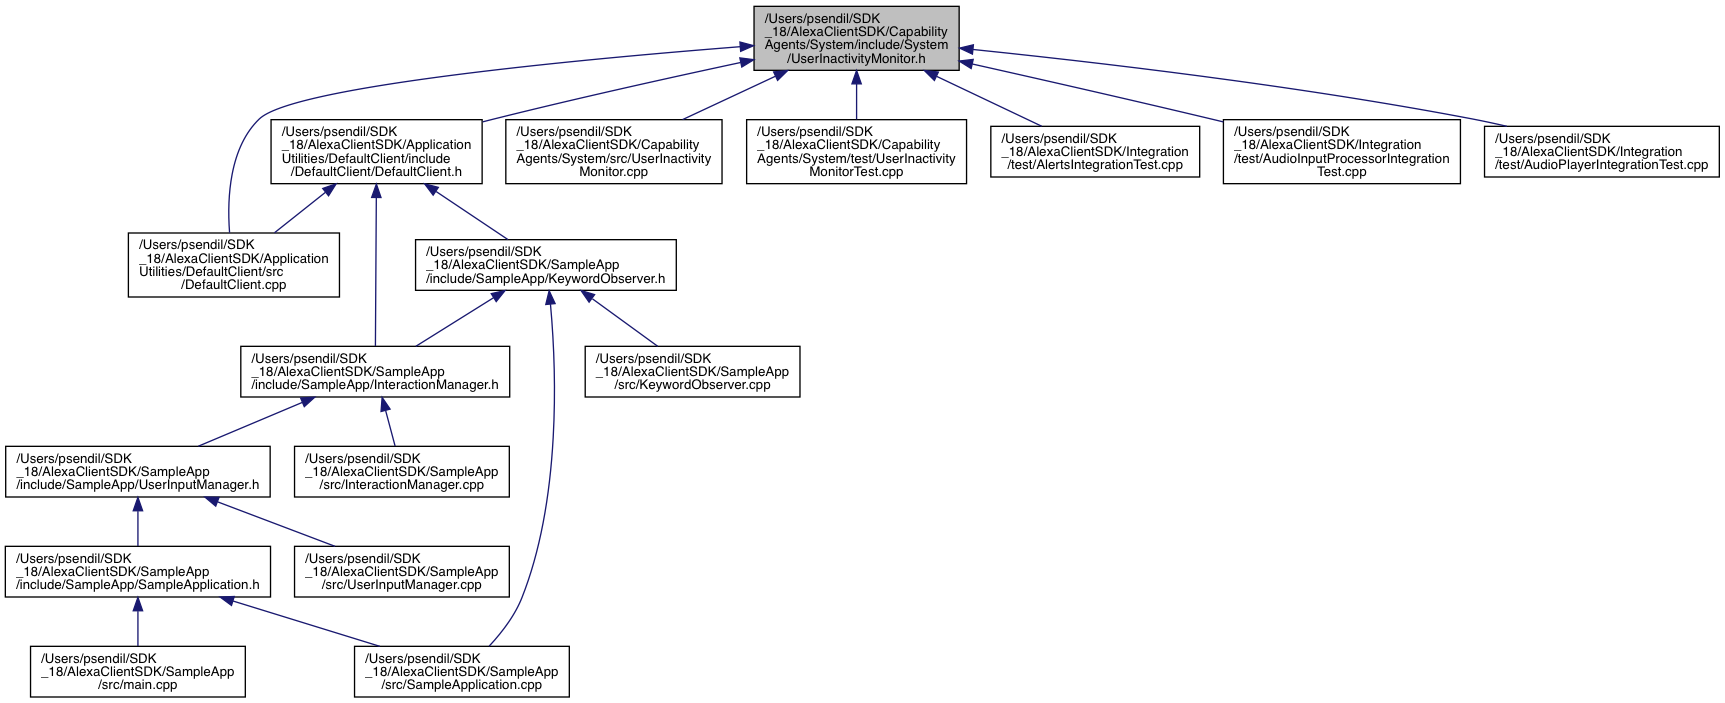 /Users/psendil/SDK
_18/AlexaClientSDK/Capability
Agents/System/include/System
/UserInactivityMonitor.h
/Users/psendil/SDK
_18/AlexaClientSDK/Application
Utilities/DefaultClient/include
/DefaultClient/DefaultClient.h
/Users/psendil/SDK
_18/AlexaClientSDK/Capability
Agents/System/src/UserInactivity
Monitor.cpp
/Users/psendil/SDK
_18/AlexaClientSDK/Capability
Agents/System/test/UserInactivity
MonitorTest.cpp
/Users/psendil/SDK
_18/AlexaClientSDK/Integration
/test/AlertsIntegrationTest.cpp
/Users/psendil/SDK
_18/AlexaClientSDK/Integration
/test/AudioInputProcessorIntegration
Test.cpp
/Users/psendil/SDK
_18/AlexaClientSDK/Integration
/test/AudioPlayerIntegrationTest.cpp
/Users/psendil/SDK
_18/AlexaClientSDK/Application
Utilities/DefaultClient/src
/DefaultClient.cpp
/Users/psendil/SDK
_18/AlexaClientSDK/SampleApp
/include/SampleApp/KeywordObserver.h
/Users/psendil/SDK
_18/AlexaClientSDK/SampleApp
/include/SampleApp/InteractionManager.h
/Users/psendil/SDK
_18/AlexaClientSDK/SampleApp
/src/KeywordObserver.cpp
/Users/psendil/SDK
_18/AlexaClientSDK/SampleApp
/include/SampleApp/UserInputManager.h
/Users/psendil/SDK
_18/AlexaClientSDK/SampleApp
/src/InteractionManager.cpp
/Users/psendil/SDK
_18/AlexaClientSDK/SampleApp
/include/SampleApp/SampleApplication.h
/Users/psendil/SDK
_18/AlexaClientSDK/SampleApp
/src/UserInputManager.cpp
/Users/psendil/SDK
_18/AlexaClientSDK/SampleApp
/src/main.cpp
/Users/psendil/SDK
_18/AlexaClientSDK/SampleApp
/src/SampleApplication.cpp